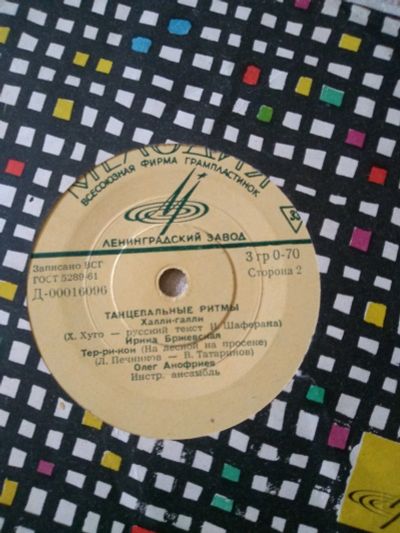 МЕЛОДИЯ
ВСЕСОЮЗНАЯ ФИРМА ГРАМПЛАСТИНОК
33
ЛЕНИНГРАДСКИЙ ЗАВОД
Записано ВСГ
ГОСТ 5289-61
Д-00016096
3 гр 0-70
Сторона 2
ТАНЦЕВАЛЬНЫЕ РИТМЫ
Халли-галли
(Х. Хуго — русский текст И. Шаферана)
Ирина Бржевская
Тер-ри-кон (На лесной на просеке)
(Л. Печников — В. Татаринов)
Олег Анофриев
Инстр. ансамбль